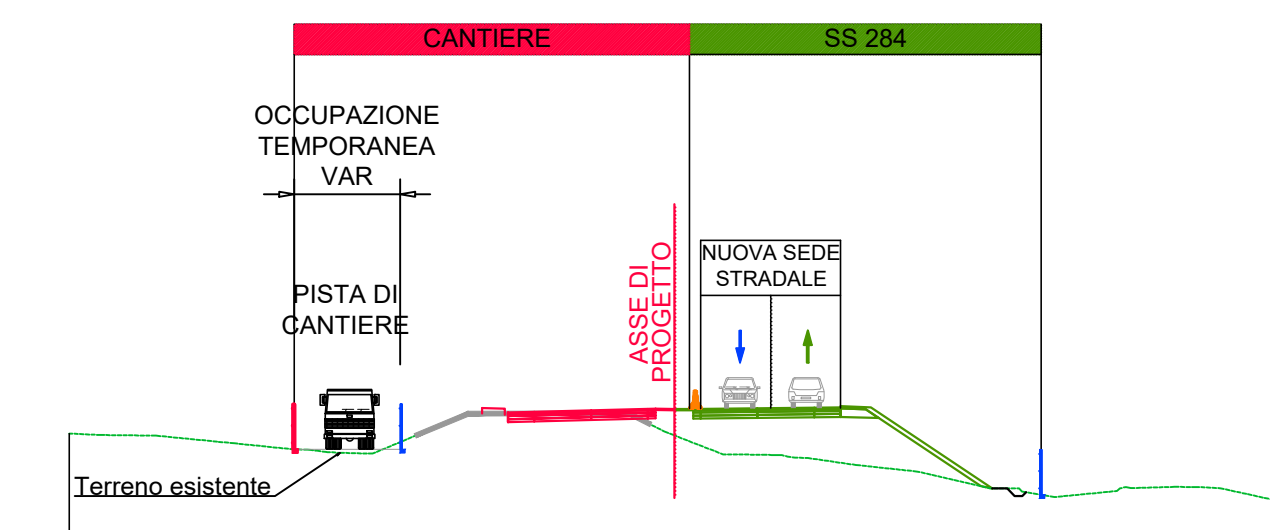 CANTIERE
SS 284
OCCUPAZIONE
TEMPORANEA
VAR
PISTA DI
CANTIERE
ASSE DI
PROGETTO
NUOVA SEDE
STRADALE
Terreno esistente